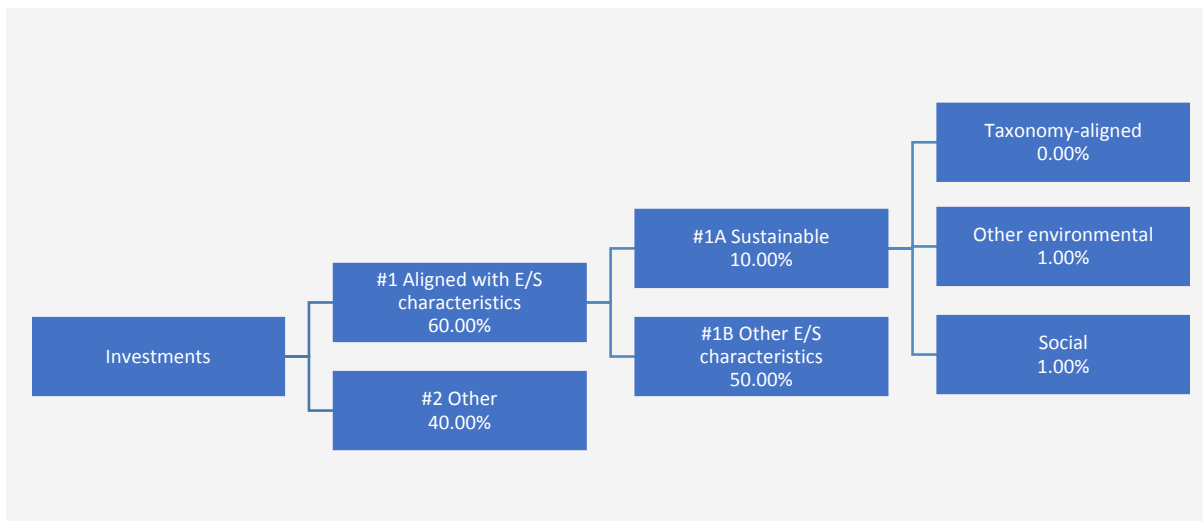 Investments
#1 Aligned with E/S
characteristics
60.00%
#2 Other
40.00%
#1A Sustainable
10.00%
#1B Other E/S
characteristics
50.00%
Taxonomy-aligned
0.00%
Other environmental
1.00%
Social
1.00%